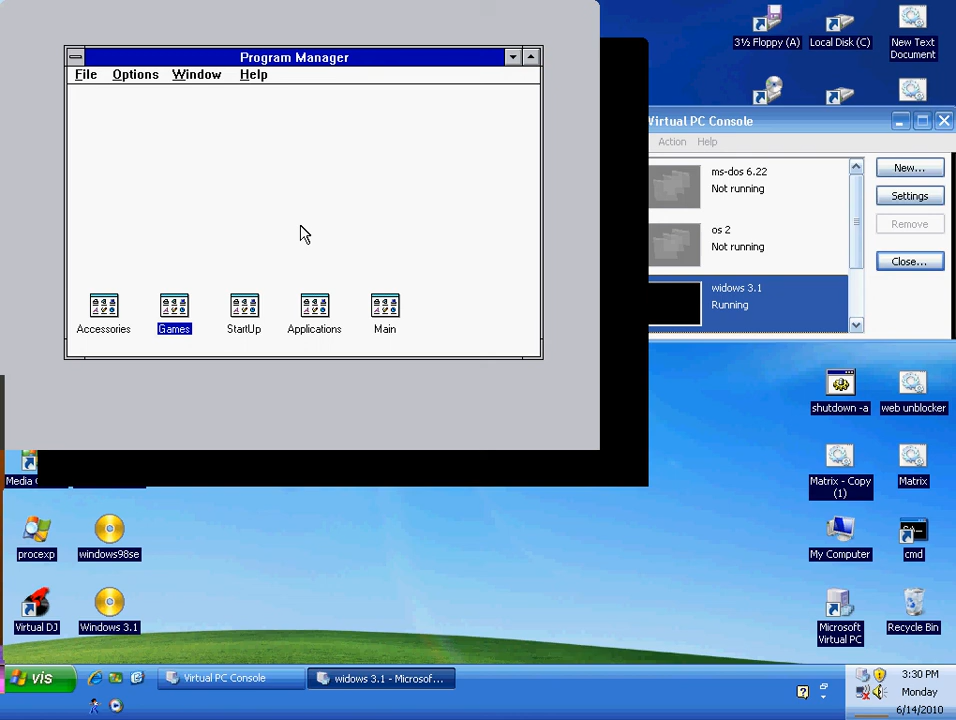 Program Manager
File Options Window Help
Accessories
Games
StartUp
Applications
Main
3½ Floppy (A)
Local Disk (C)
New Text
Document
Virtual PC Console
Action Help
ms-dos 6.22
Not running
os 2
Not running
widows 3.1
Running
New...
Settings
Remove
Close...
shutdown -a
web unblocker
Media
Matrix - Copy
(1)
Matrix
procexp
windows98se
My Computer
cmd
Virtual DJ
Windows 3.1
Microsoft
Virtual PC
Recycle Bin
vis
Virtual PC Console
widows 3.1 - Microsof...
3:30 PM
Monday
6/14/2010